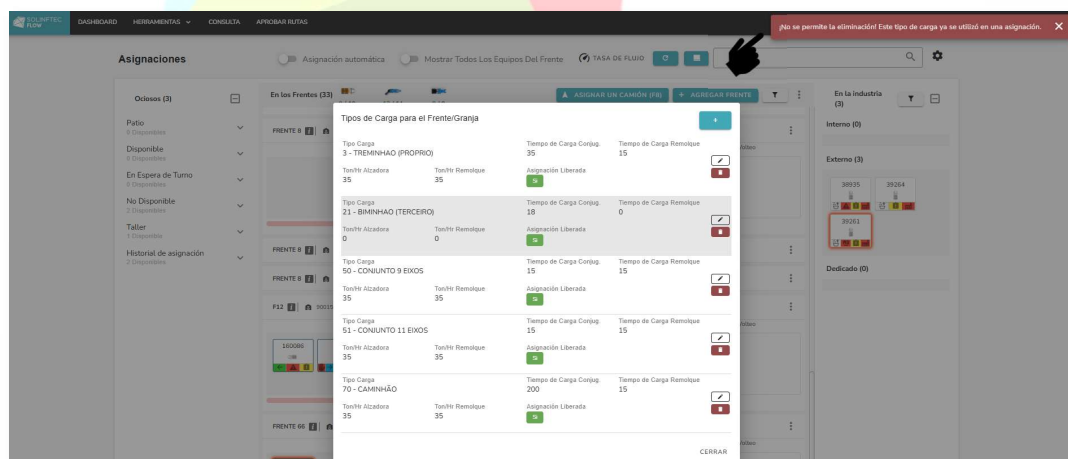 SOLINFTEC
FLOW
DASHBOARD
HERRAMIENTAS
CONSULTA
APROBAR RUTAS
¡No se permite la eliminación! Este tipo de carga ya se utilizó en una asignación.
Asignaciones
Asignación automática
Mostrar Todos Los Equipos Del Frente
TASA DE FLUJO
Ociosos (3)
Patio
0 Disponibles
Disponible
0 Disponibles
En Espera de Turno
0 Disponibles
No Disponible
2 Disponibles
Taller
Historial de asignación
2 Disponibles
En los Frentes (33)
ASIGNAR UN CAMIÓN (F8)
+ AGREGAR FRENTE
FRENTE 8
FRENTE 8
FRENTE 8
F12
160086
FRENTE 66
Tipos de Carga para el Frente/Granja
+
Tipo Carga Tiempo de Carga Conjug. Tiempo de Carga Remolque
3 - TREMINHAO (PROPRIO) 35 15
Ton/Hr Alzadora Ton/Hr Remolque Asignación Liberada
35 35 Si
Tipo Carga Tiempo de Carga Conjug. Tiempo de Carga Remolque
21 - BIMINHAO (TERCEIRO) 18 0
Ton/Hr Alzadora Ton/Hr Remolque Asignación Liberada
0 0 Si
Tipo Carga Tiempo de Carga Conjug. Tiempo de Carga Remolque
50 - CONJUNTO 9 EIXOS 15 15
Ton/Hr Alzadora Ton/Hr Remolque Asignación Liberada
35 35 Si
Tipo Carga Tiempo de Carga Conjug. Tiempo de Carga Remolque
51 - CONJUNTO 11 EIXOS 15 15
Ton/Hr Alzadora Ton/Hr Remolque Asignación Liberada
35 35 Si
Tipo Carga Tiempo de Carga Conjug. Tiempo de Carga Remolque
70 - CAMINHÃO 200 15
Ton/Hr Alzadora Ton/Hr Remolque Asignación Liberada
35 35 Si
CERRAR
En la industria
(3)
Interno (0)
Externo (3)
38935 39264
39261
Dedicado (0)